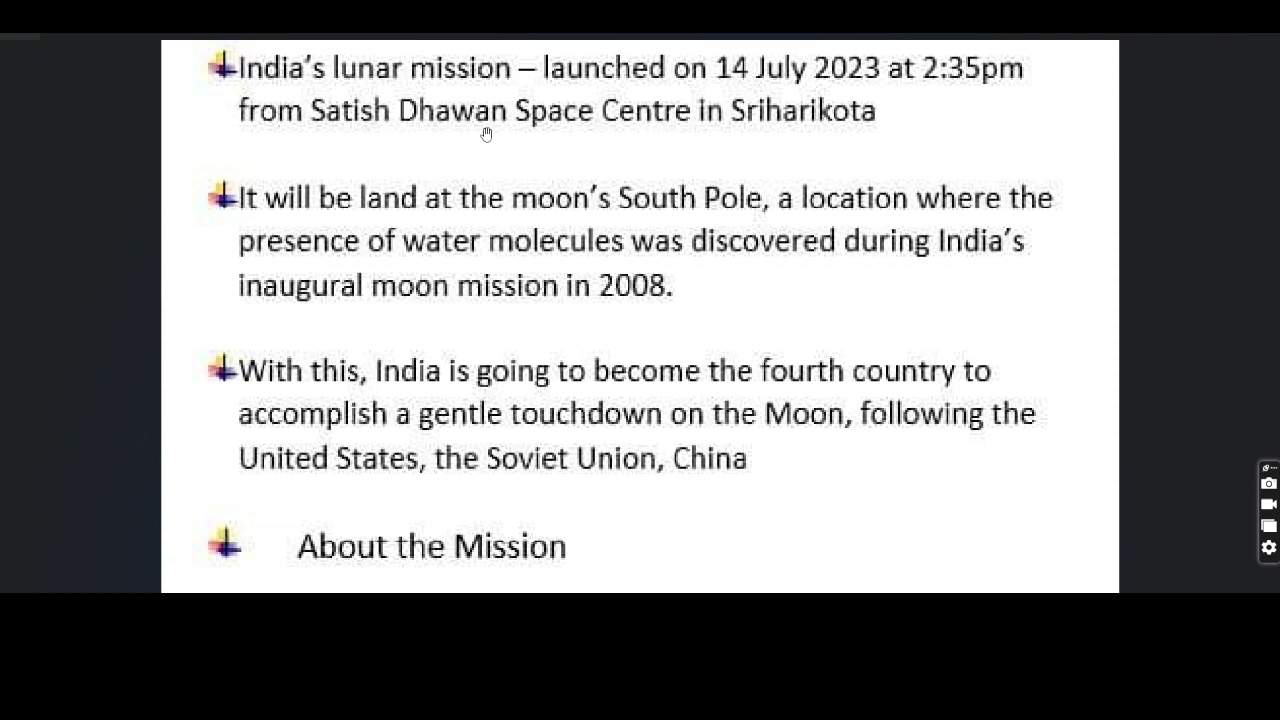 India's lunar mission – launched on 14 July 2023 at 2:35pm
from Satish Dhawan Space Centre in Sriharikota
It will be land at the moon's South Pole, a location where the
presence of water molecules was discovered during India's
inaugural moon mission in 2008.
With this, India is going to become the fourth country to
accomplish a gentle touchdown on the Moon, following the
United States, the Soviet Union, China
About the Mission